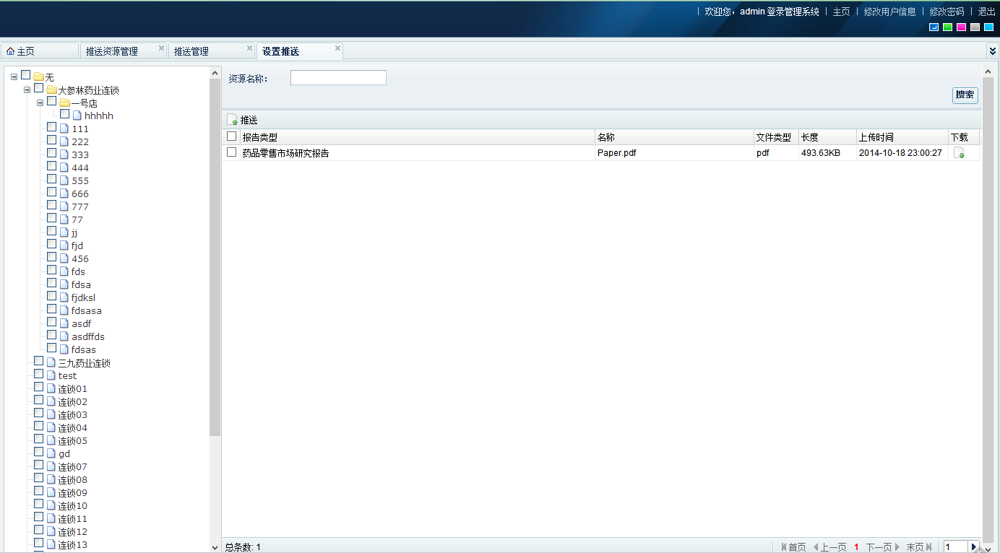 欢迎您，admin 登录管理系统 | 主页 | 修改用户信息 | 修改密码 | 退出
主页 推送资源管理 推送管理 设置推送
无
大参林药业连锁
一号店
hhhhh
111
222
333
444
555
666
777
77
jj
fjd
456
fds
fdsa
fjdksl
fdsasa
asdf
asdffds
fdsas
三九药业连锁
test
连锁01
连锁02
连锁03
连锁04
连锁05
gd
连锁07
连锁08
连锁09
连锁10
连锁11
连锁12
连锁13
资源名称：
搜索
推送
报告类型 名称 文件类型 长度 上传时间 下载
药品零售市场研究报告 Paper.pdf pdf 493.63KB 2014-10-18 23:00:27
总条数: 1 首页 上一页 1 下一页 末页 1